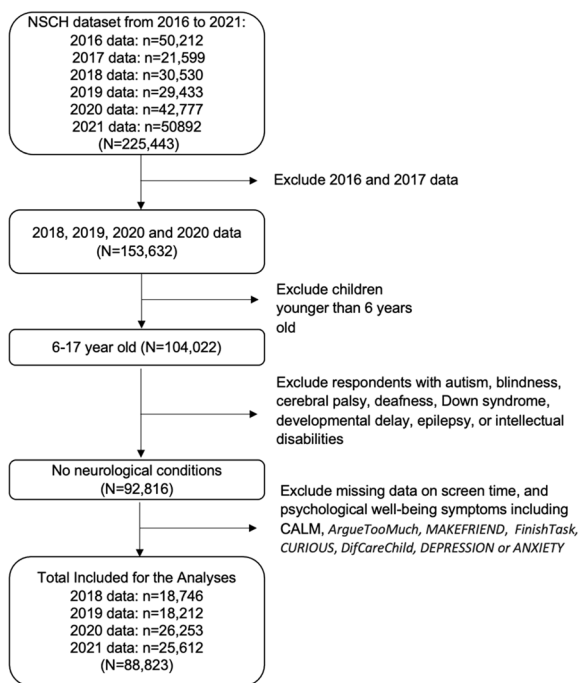 NSCH dataset from 2016 to 2021:
2016 data: n=50,212
2017 data: n=21,599
2018 data: n=30,530
2019 data: n=29,433
2020 data: n=42,777
2021 data: n=50892
(N=225,443)
Exclude 2016 and 2017 data
2018, 2019, 2020 and 2020 data
(N=153,632)
Exclude children
younger than 6 years
old
6-17 year old (N=104,022)
Exclude respondents with autism, blindness,
cerebral palsy, deafness, Down syndrome,
developmental delay, epilepsy, or intellectual
disabilities
No neurological conditions
(N=92,816)
Exclude missing data on screen time, and
psychological well-being symptoms including
CALM, ArgueTooMuch, MAKEFRIEND, FinishTask,
CURIOUS, DifCareChild, DEPRESSION or ANXIETY
Total Included for the Analyses
2018 data: n=18,746
2019 data: n=18,212
2020 data: n=26,253
2021 data: n=25,612
(N=88,823)